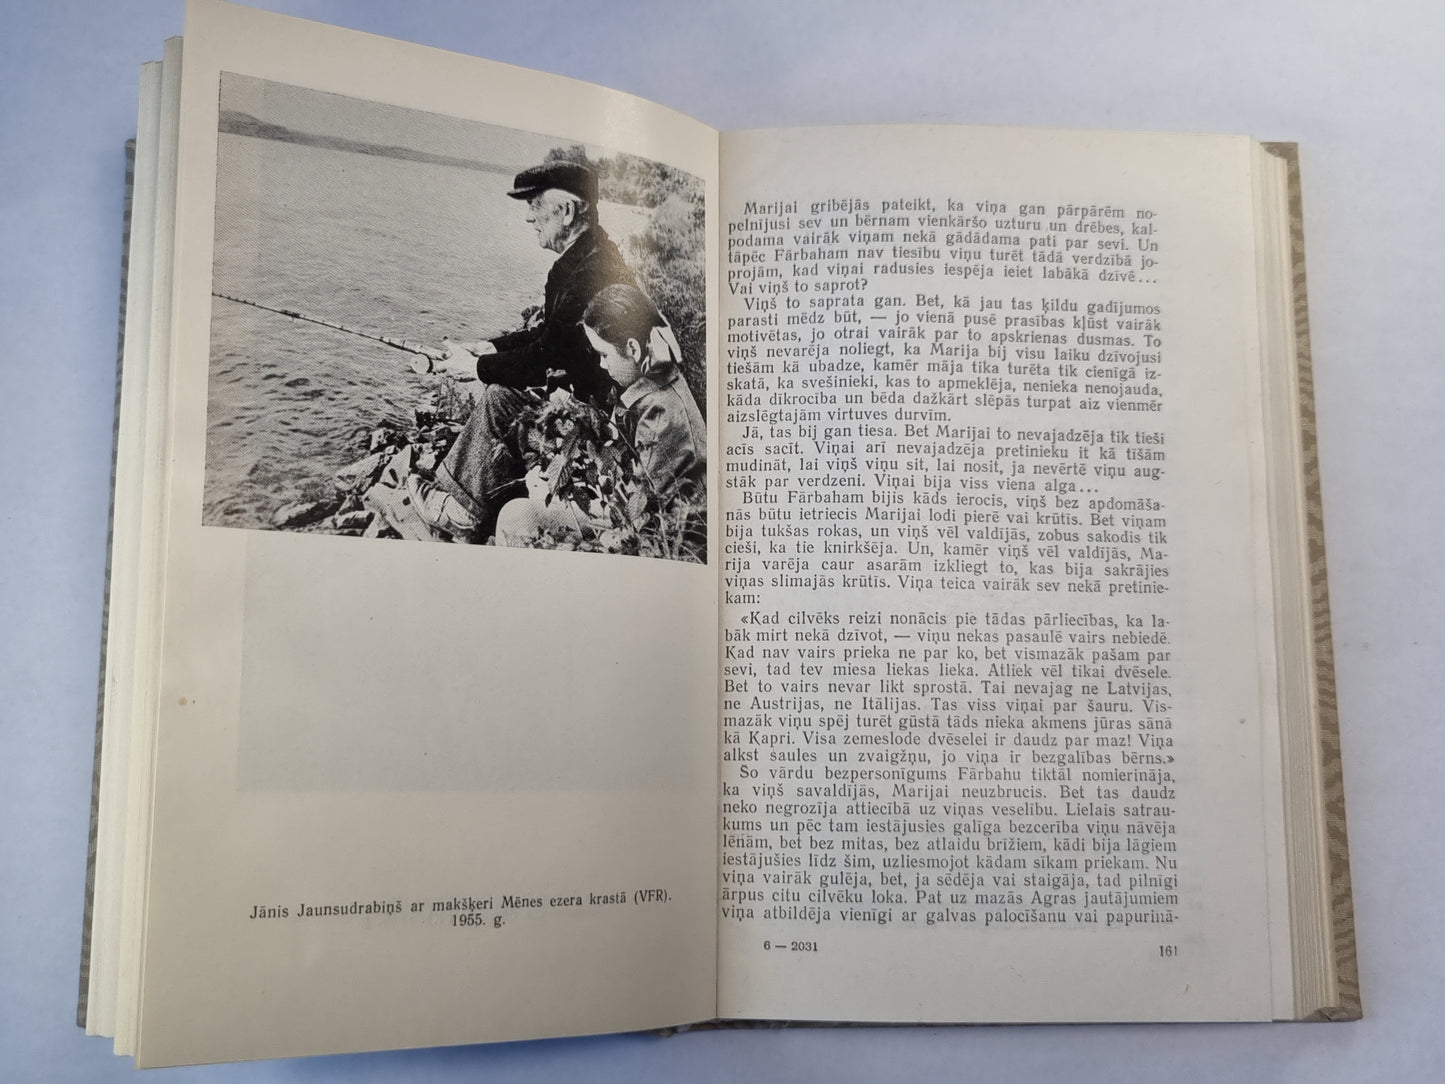 Jānis Jaunsudrabiņš ar makšķeri Mēnes ezera krastā (VFR).
1955. g.
Marijai gribējās pateikt, ka viņa gan pārpārēm no-
pelnījusi sev un bērnam vienkāršo uzturu un drēbes, kal-
podama vairāk viņam nekā gādādama pati par sevi. Un
tāpēc Fārbaham nav tiesību viņu turēt tādā verdzībā jo-
projām, kad viņai radusies iespēja ieiet labākā dzīvē...
Vai viņš to saprot?
Viņš to saprata gan. Bet, kā jau tas ķildu gadījumos
parasti mēdz būt, — jo vienā pusē prasības kļūst vairāk
motivētas, jo otrai vairāk par to apskrienas dusmas. To
viņš nevarēja noliegt, ka Marija bij visu laiku dzīvojusi
tiešām kā ubadze, kamēr māja tika turēta tik cienīgā iz-
skatā, ka svešinieki, kas to apmeklēja, nenieka nenojauda,
kāda dīkrocība un bēda dažkārt slēpās turpat aiz vienmēr
aizslēgtajām virtuves durvīm.
Jā, tas bij gan tiesa. Bet Marijai to nevajadzēja tik tieši
acīs sacīt. Viņai arī nevajadzēja pretinieku it kā tīšām
mudināt, lai viņš viņu sit, lai nosit, ja nevērtē viņu aug-
stāk par verdzeni. Viņai bija viss viena alga...
Būtu Fārbaham bijis kāds ierocis, viņš bez apdomāša-
nās būtu ietriecis Marijai lodi pierē vai krūtīs. Bet viņam
bija tukšas rokas, un viņš vēl valdījās, zobus sakodis tik
cieši, ka tie knirkšēja. Un, kamēr viņš vēl valdījās, Ma-
rija varēja caur asarām izkliegt to, kas bija sakrājies
viņas slimajās krūtīs. Viņa teica vairāk sev nekā pretinie-
kam:
«Kad cilvēks reizi nonācis pie tādas pārliecības, ka la-
bāk mirt nekā dzīvot, — viņu nekas pasaulē vairs nebiedē.
Kad nav vairs prieka ne par ko, bet vismazāk pašam par
sevi, tad tev miesa liekas lieka. Atliek vēl tikai dvēsele.
Bet to vairs nevar likt sprostā. Tai nevajag ne Latvijas,
ne Austrijas, ne Itālijas. Tas viss viņai par šauru. Vis-
mazāk viņu spēj turēt gūstā tāds nieka akmens jūras sānā
kā Kapri. Visa zemeslode dvēselei ir daudz par maz! Viņa
alkst saules un zvaigžņu, jo viņa ir bezgalības bērns.»
Šo vārdu bezpersonīgums Fārbahu tiktāl nomierināja,
ka viņš savaldījās, Marijai neuzbrucis. Bet tas daudz
neko negrozīja attiecībā uz viņas veselību. Lielais satrau-
kums un pēc tam iestājusies galīga bezcerība viņu nāvēja
lēnām, bet bez mitas, bez atlaidu brīžiem, kādi bija lāgiem
iestājušies līdz šim, uzliesmojot kādam sīkam priekam. Nu
viņa vairāk gulēja, bet, ja sēdēja vai staigāja, tad pilnīgi
ārpus citu cilvēku loka. Pat uz mazās Agras jautājumiem
viņa atbildēja vienīgi ar galvas palocīšanu vai papurinā-
6 — 2031
161